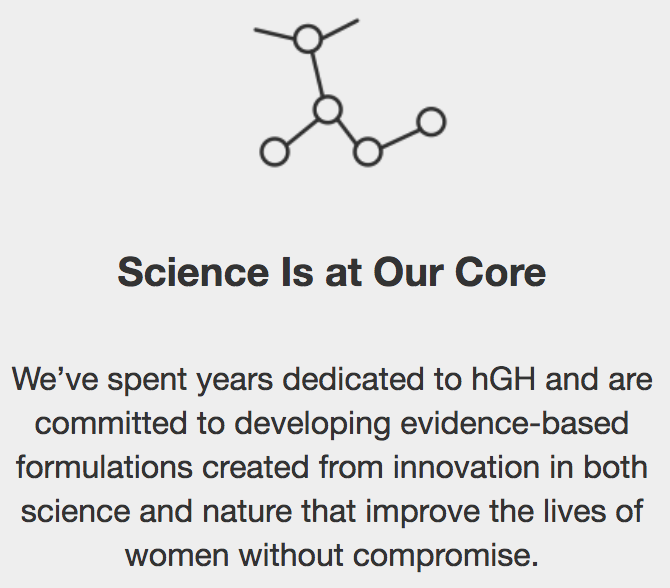 Science Is at Our Core
We’ve spent years dedicated to hGH and are
committed to developing evidence-based
formulations created from innovation in both
science and nature that improve the lives of
women without compromise.